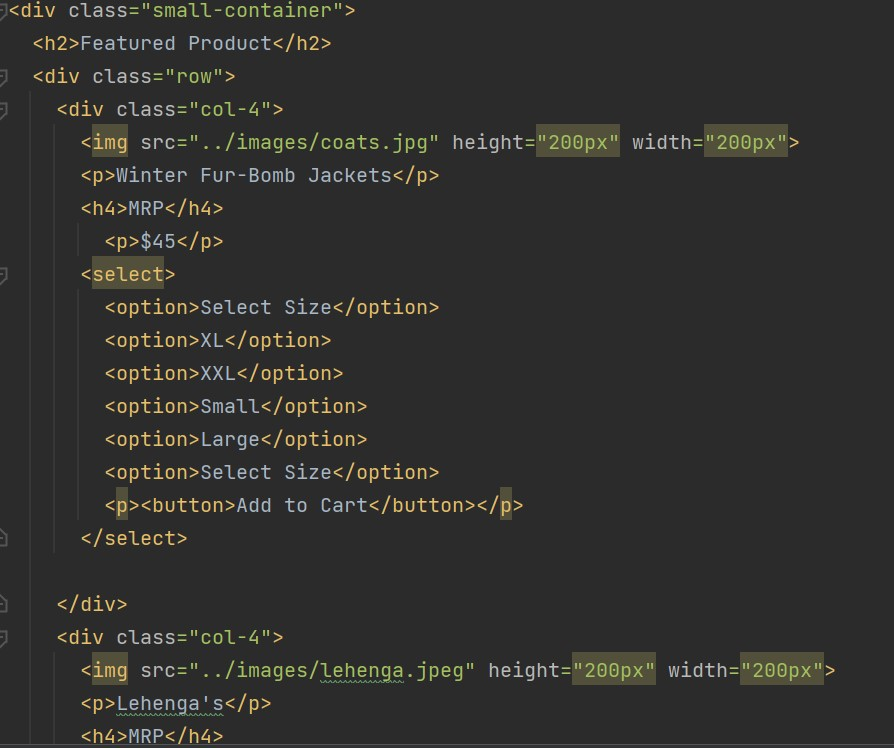 <div class="small-container">
<h2>Featured Product</h2>
<div class="row">
<div class="col-4">
<img src="../images/coats.jpg" height="200px" width="200px">
<p>Winter Fur-Bomb Jackets</p>
<h4>MRP</h4>
<p>$45</p>
<select>
<option>Select Size</option>
<option>XL</option>
<option>XXL</option>
<option>Small</option>
<option>Large</option>
<option>Select Size</option>
<p><button>Add to Cart</button></p>
</select>
</div>
<div class="col-4">
<img src="../images/lehenga.jpeg" height="200px" width="200px">
<p>Lehenga's</p>
<h4>MRP</h4>